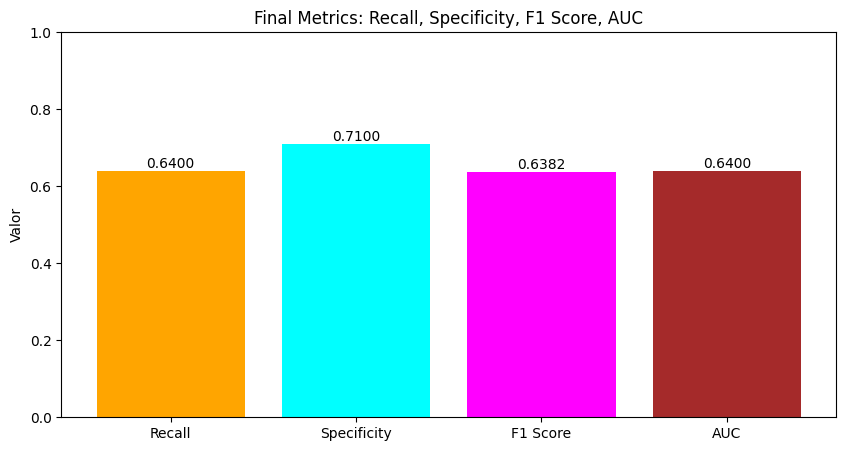 Final Metrics: Recall, Specificity, F1 Score, AUC
1.0
0.8
0.6
0.4
0.2
0.0
Valor
0.6400
0.7100
0.6382
0.6400
Recall
Specificity
F1 Score
AUC